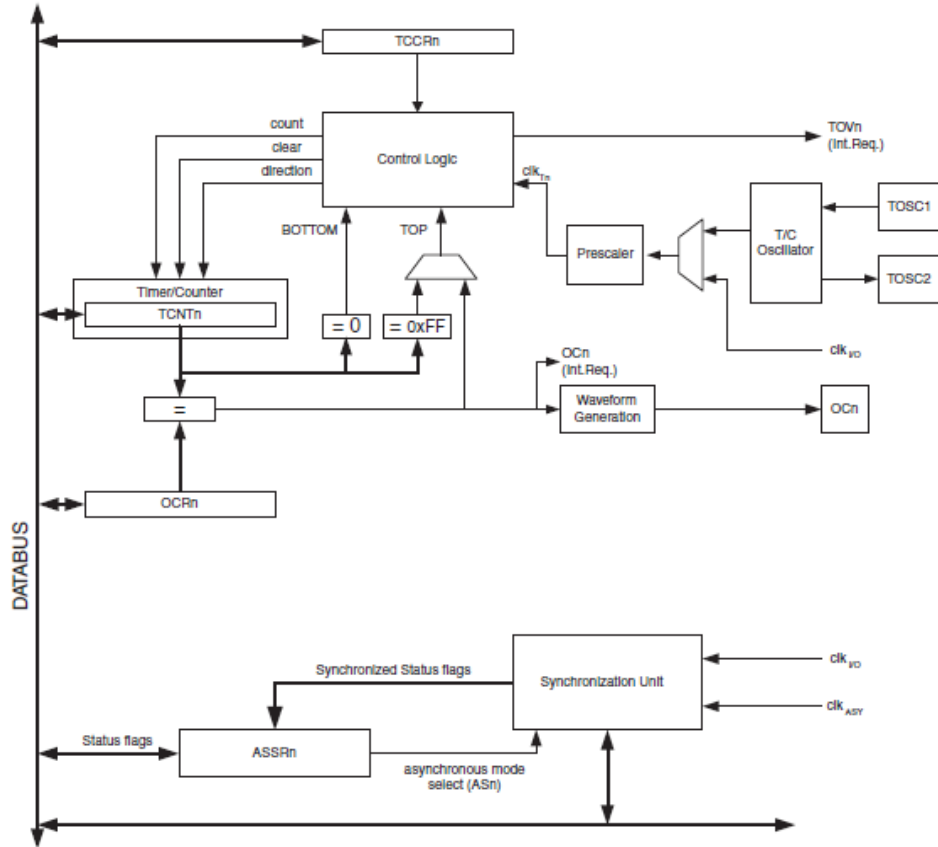 TCCRn
count
clear
direction
Control Logic
TOVn
(Int.Req.)
clkTn
BOTTOM
TOP
Prescaler
T/C
Oscillator
TOSC1
TOSC2
Timer/Counter
TCNTn
= 0
= 0xFF
clkI/O
OCn
(Int.Req.)
=
Waveform
Generation
OCn
OCRn
DATABUS
Synchronized Status flags
Synchronization Unit
clkI/O
clkASY
Status flags
ASSRn
asynchronous mode
select (ASn)